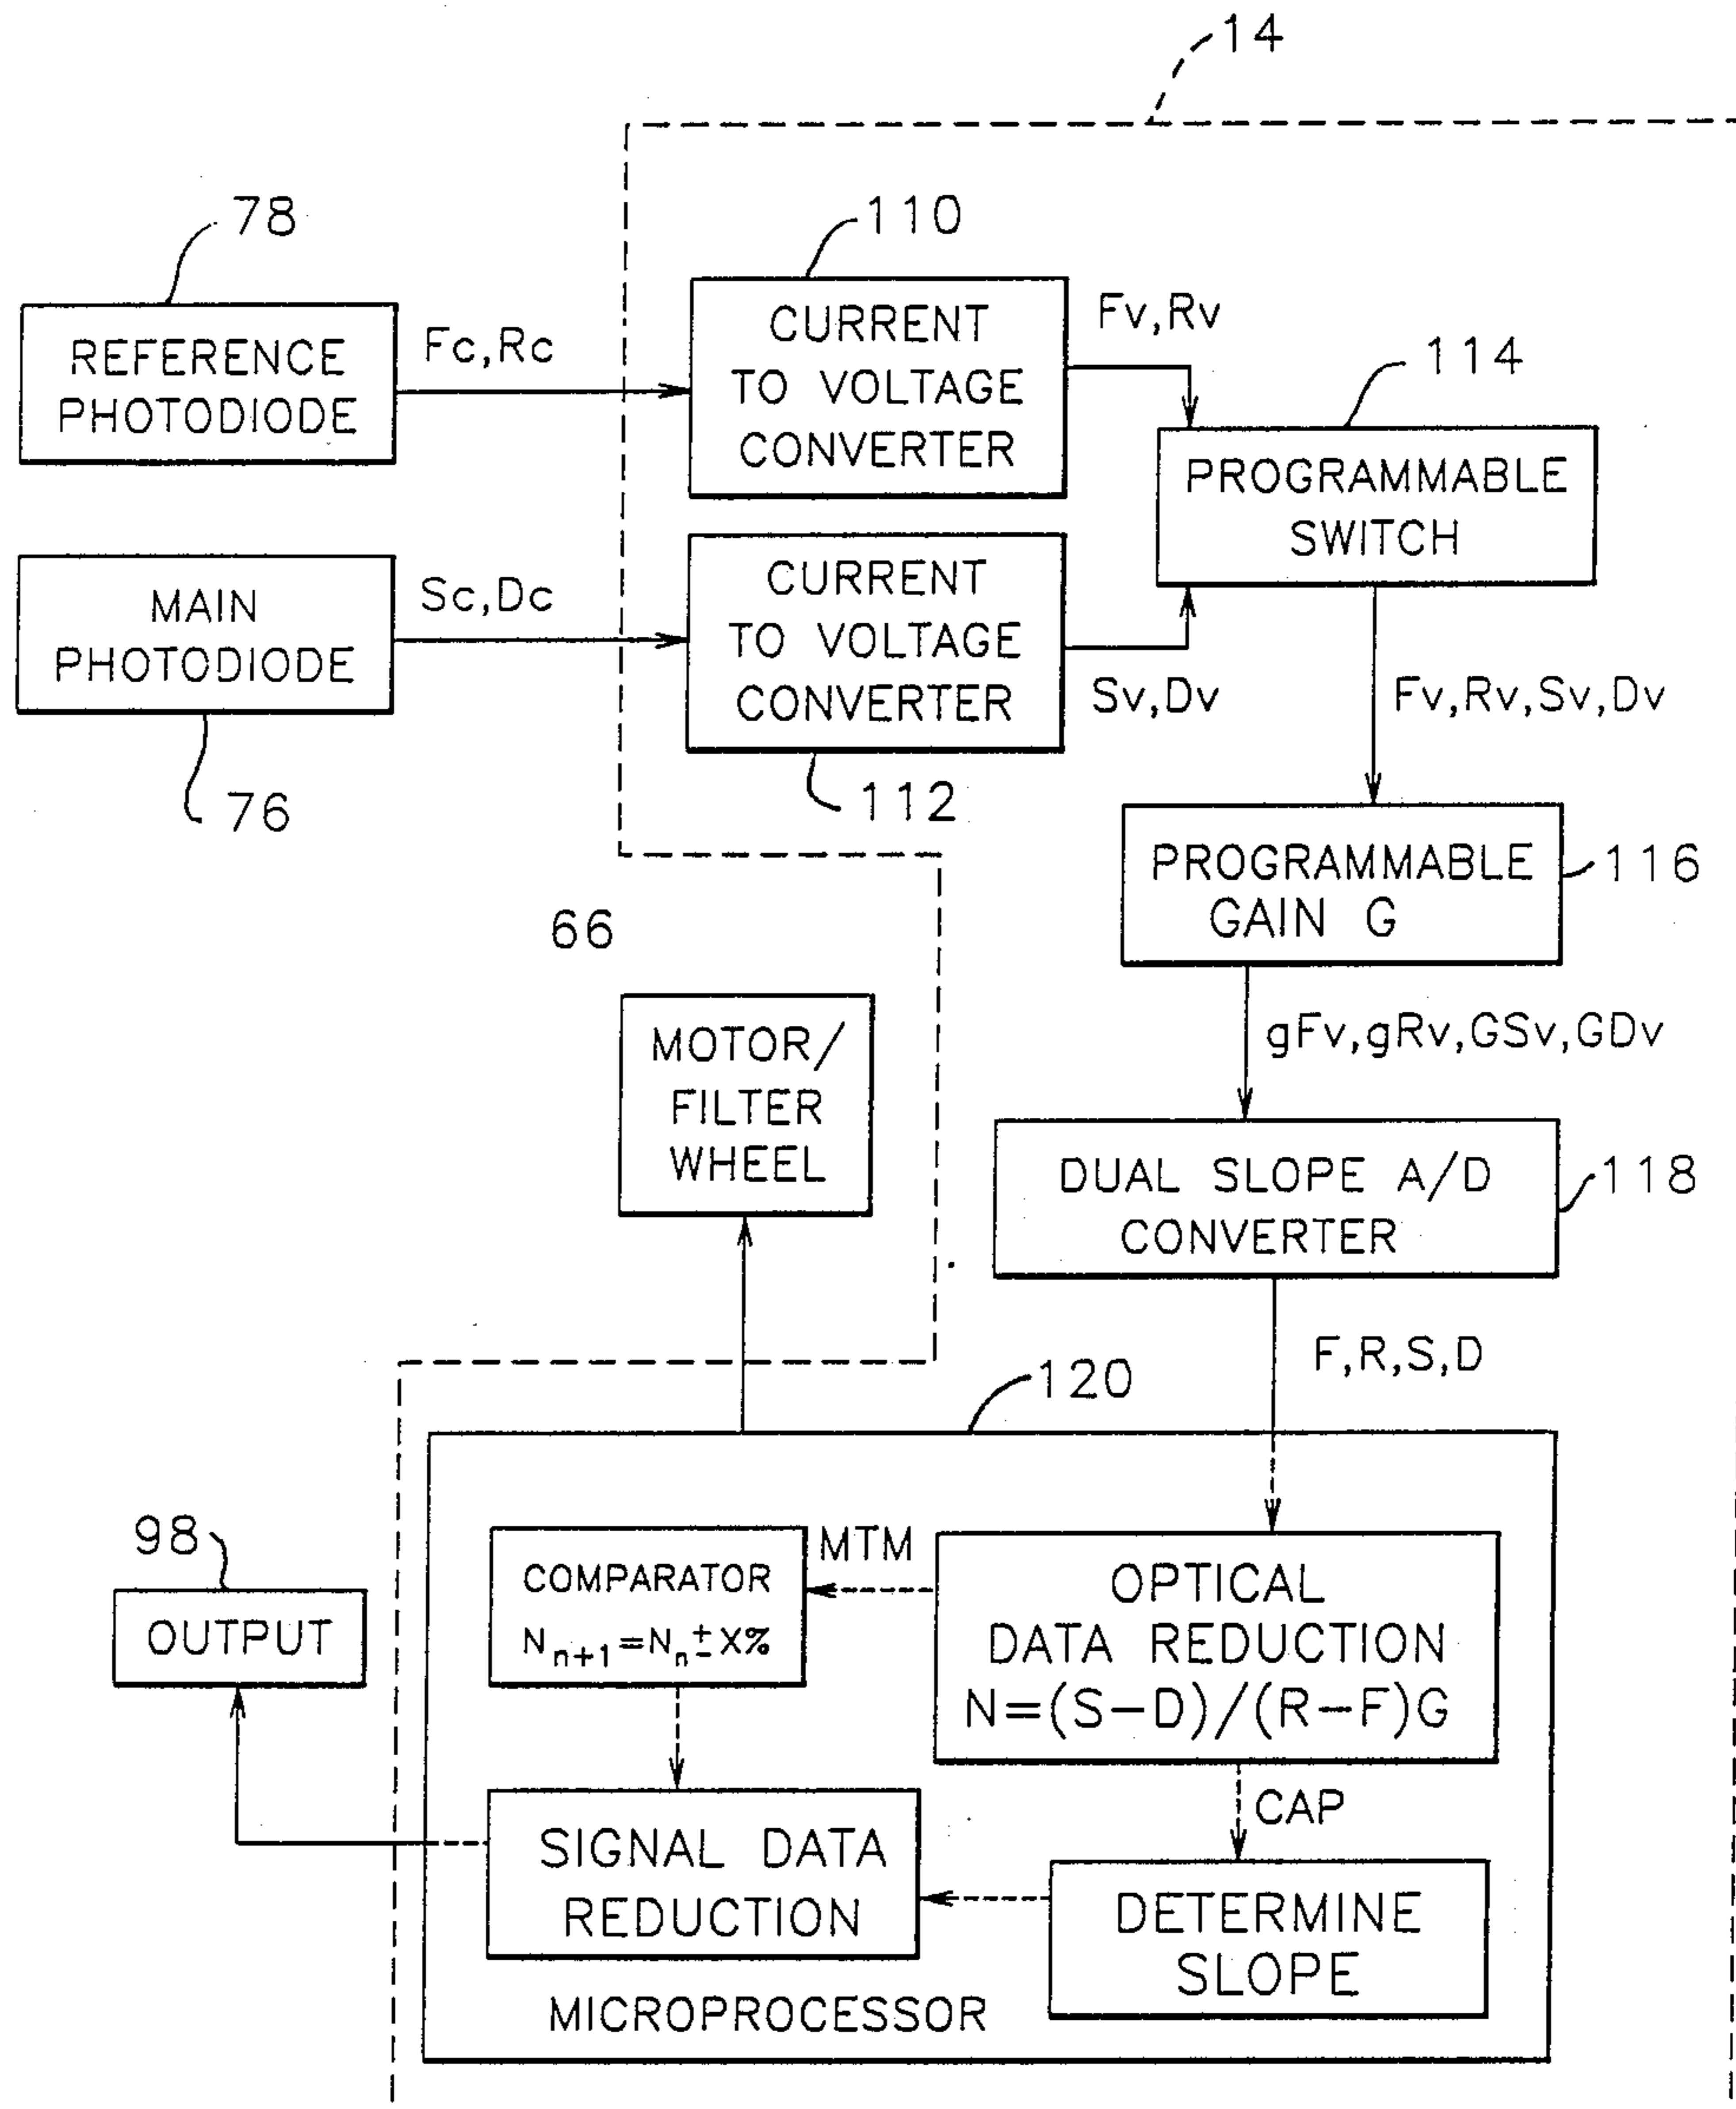 14
78
110
REFERENCE
PHOTODIODE
Fc,Rc
CURRENT
TO VOLTAGE
CONVERTER
Fv,Rv
114
PROGRAMMABLE
SWITCH
MAIN
PHOTODIODE
Sc,Dc
CURRENT
TO VOLTAGE
CONVERTER
Sv,Dv
Fv,Rv,Sv,Dv
76
112
PROGRAMMABLE
GAIN G
116
66
gFv,gRv,GSv,GDv
MOTOR/
FILTER
WHEEL
DUAL SLOPE A/D
CONVERTER
118
F,R,S,D
120
98
OUTPUT
COMPARATOR
Nn+1=Nn±X%
MTM
OPTICAL
DATA REDUCTION
N=(S-D)/(R-F)G
CAP
SIGNAL DATA
REDUCTION
DETERMINE
SLOPE
MICROPROCESSOR